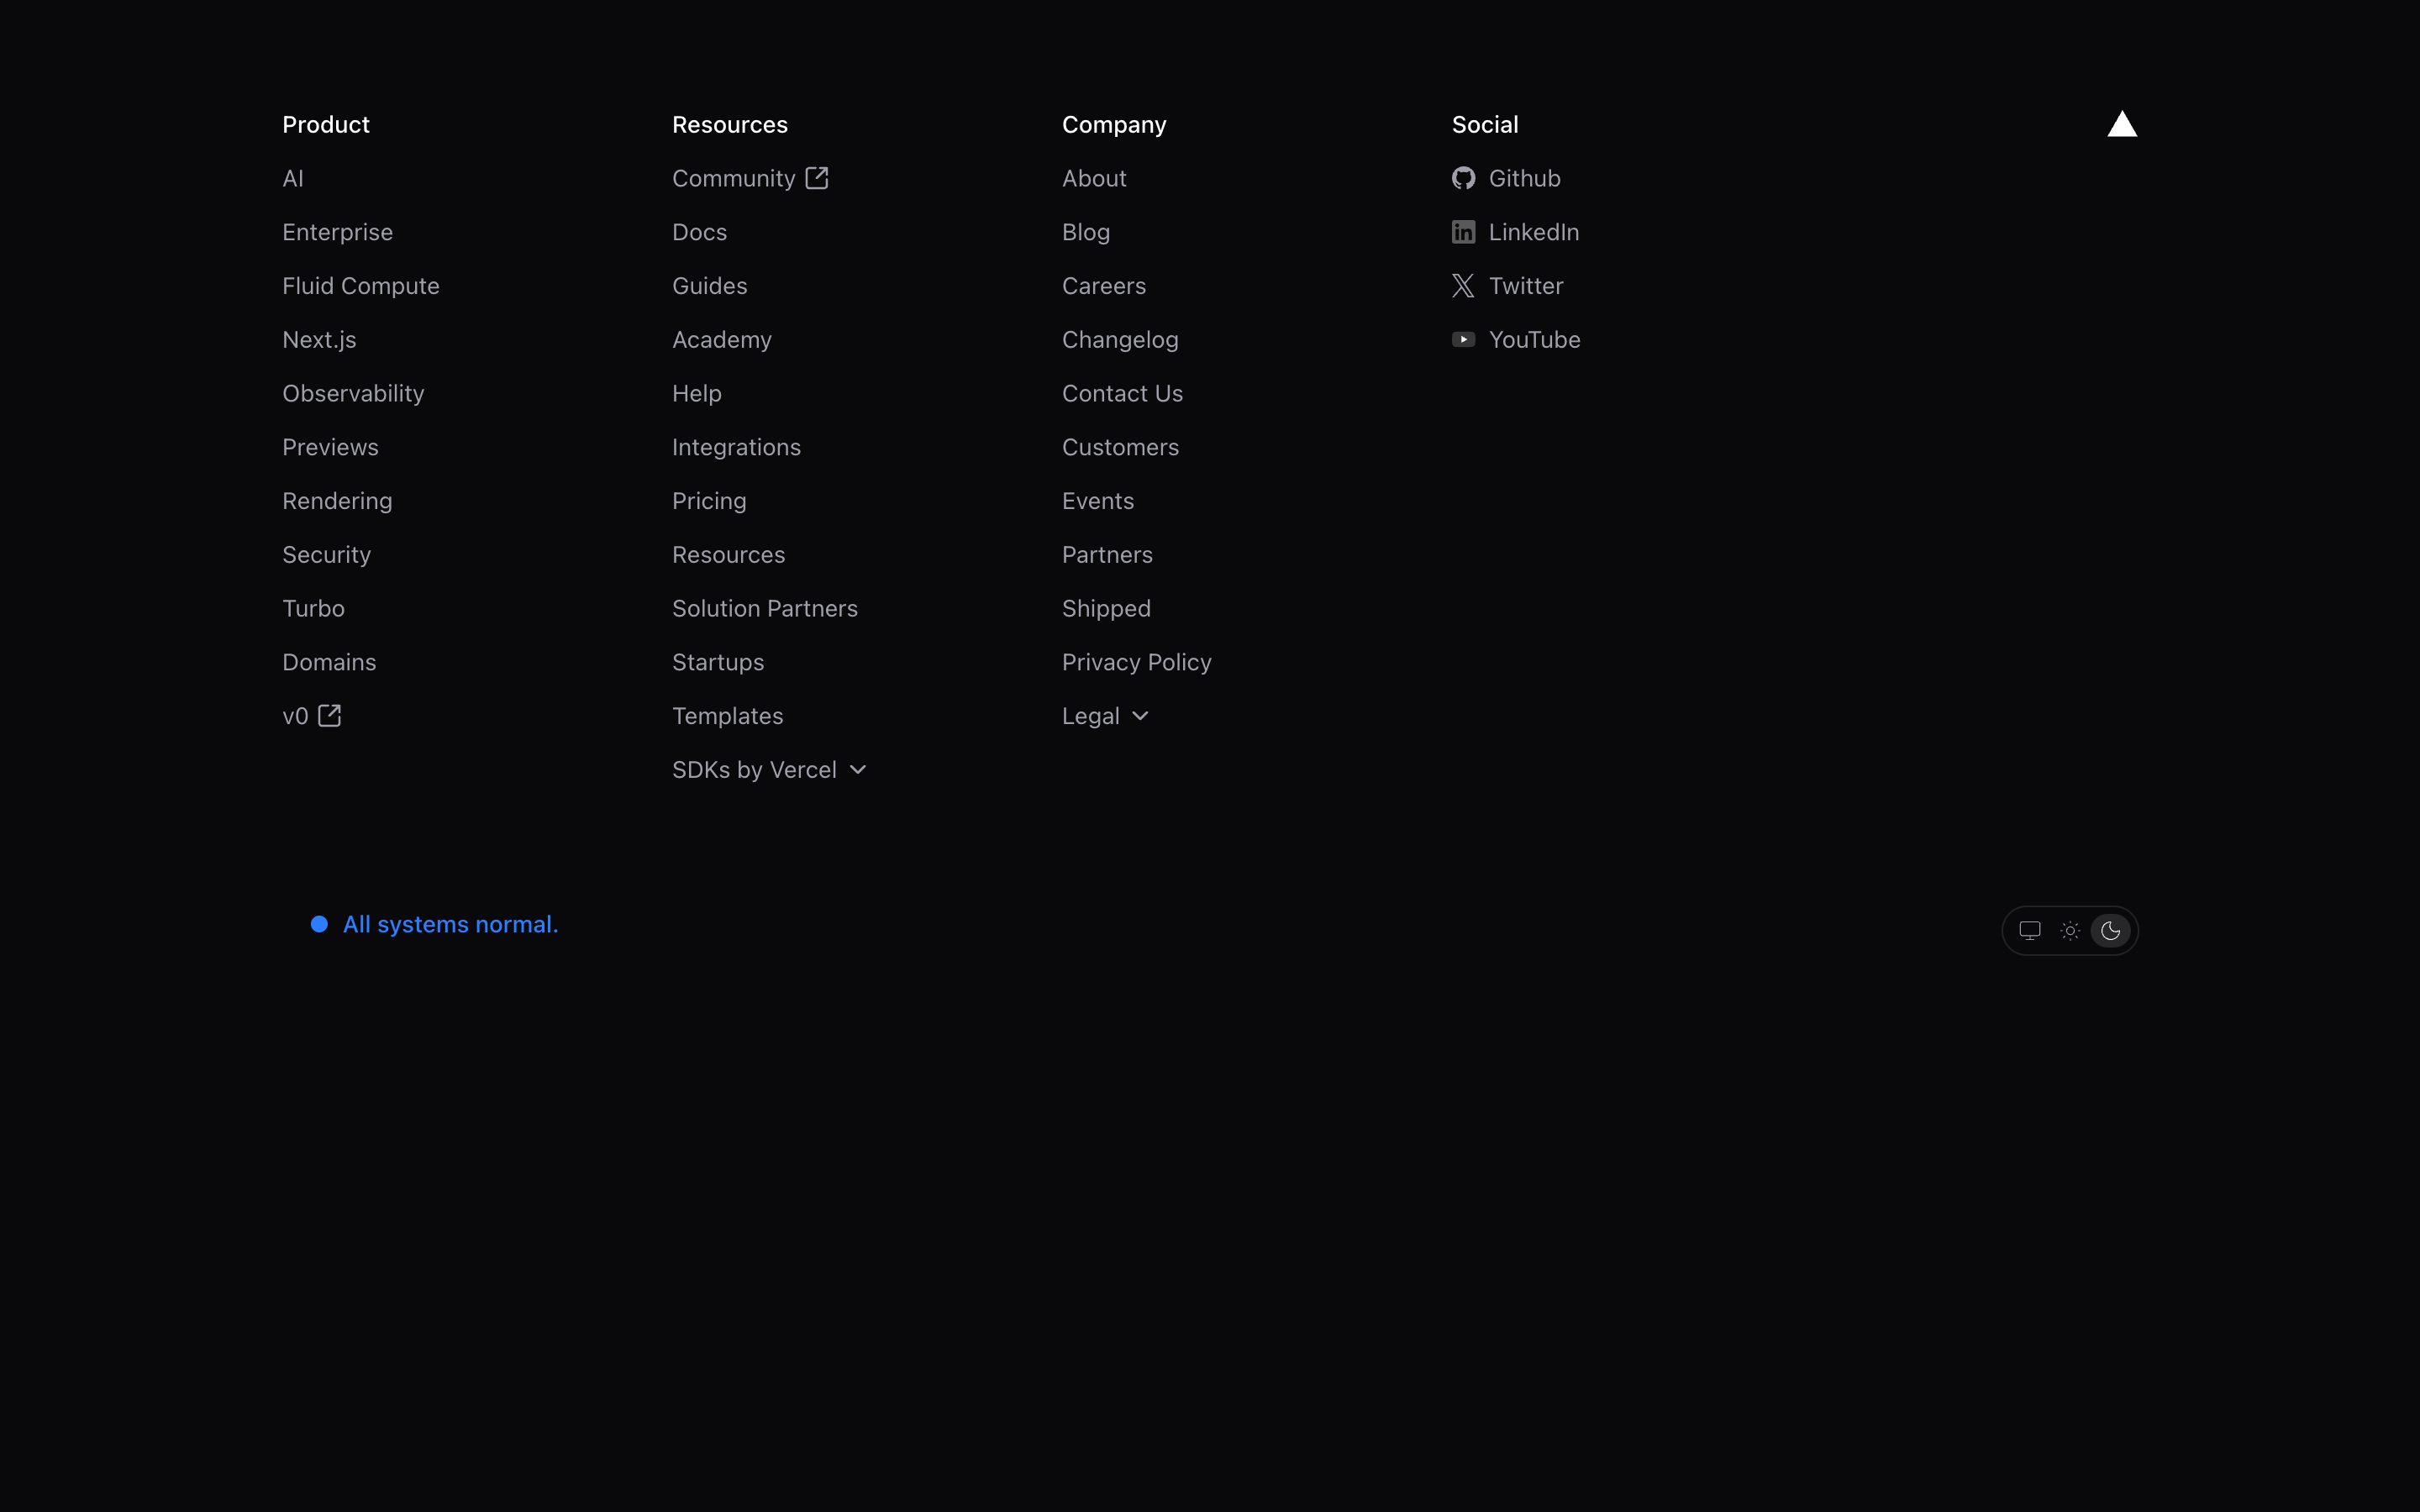 Product
AI
Enterprise
Fluid Compute
Next.js
Observability
Previews
Rendering
Security
Turbo
Domains
v0
Resources
Community
Docs
Guides
Academy
Help
Integrations
Pricing
Resources
Solution Partners
Startups
Templates
SDKs by Vercel
Company
About
Blog
Careers
Changelog
Contact Us
Customers
Events
Partners
Shipped
Privacy Policy
Legal
Social
Github
LinkedIn
Twitter
YouTube
All systems normal.